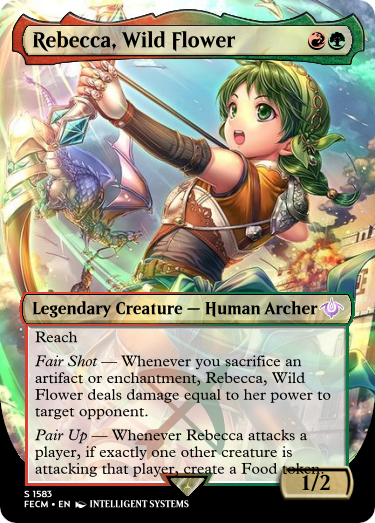 Rebecca, Wild Flower
Legendary Creature — Human Archer
Reach
Fair Shot — Whenever you sacrifice an
artifact or enchantment, Rebecca, Wild
Flower deals damage equal to her power to
target opponent.
Pair Up — Whenever Rebecca attacks a
player, if exactly one other creature is
attacking that player, create a Food token.
1/2
S 1583
FECM • EN INTELLIGENT SYSTEMS